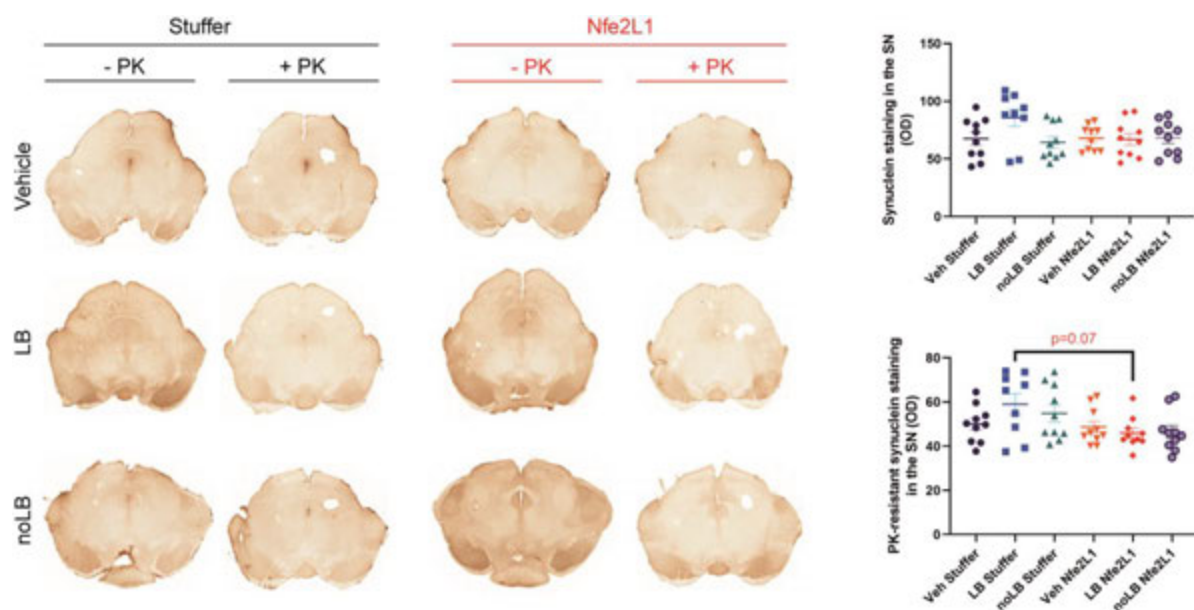 Stuffer
Nfe2L1
- PK
+ PK
- PK
+ PK
Vehicle
LB
noLB
Synuclein staining in the SN
(OD)
150
100
50
0
Veh Stuffer
LB Stuffer
noLB Stuffer
Veh Nfe2L1
LB Nfe2L1
noLB Nfe2L1
PK-resistant synuclein staining
in the SN (OD)
p=0.07
80
60
40
20
0
Veh Stuffer
LB Stuffer
noLB Stuffer
Veh Nfe2L1
LB Nfe2L1
noLB Nfe2L1